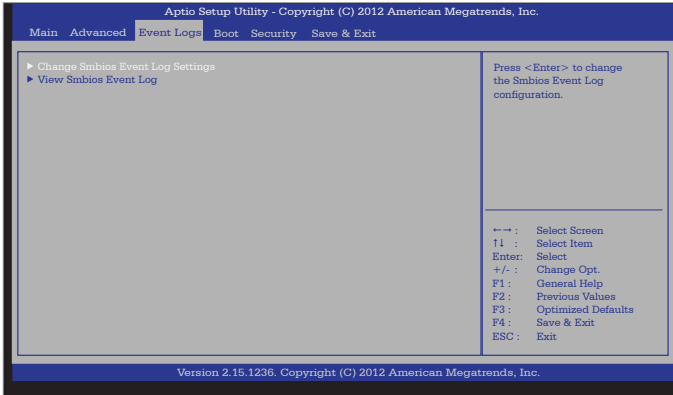 Aptio Setup Utility - Copyright (C) 2012 American Megatrends, Inc.
Main Advanced Event Logs Boot Security Save & Exit
▶ Change Smbios Event Log Settings
▶ View Smbios Event Log
Press <Enter> to change
the Smbios Event Log
configuration.
←→ : Select Screen
↑↓ : Select Item
Enter: Select
+/- : Change Opt.
F1 : General Help
F2 : Previous Values
F3 : Optimized Defaults
F4 : Save & Exit
ESC : Exit
Version 2.15.1236. Copyright (C) 2012 American Megatrends, Inc.